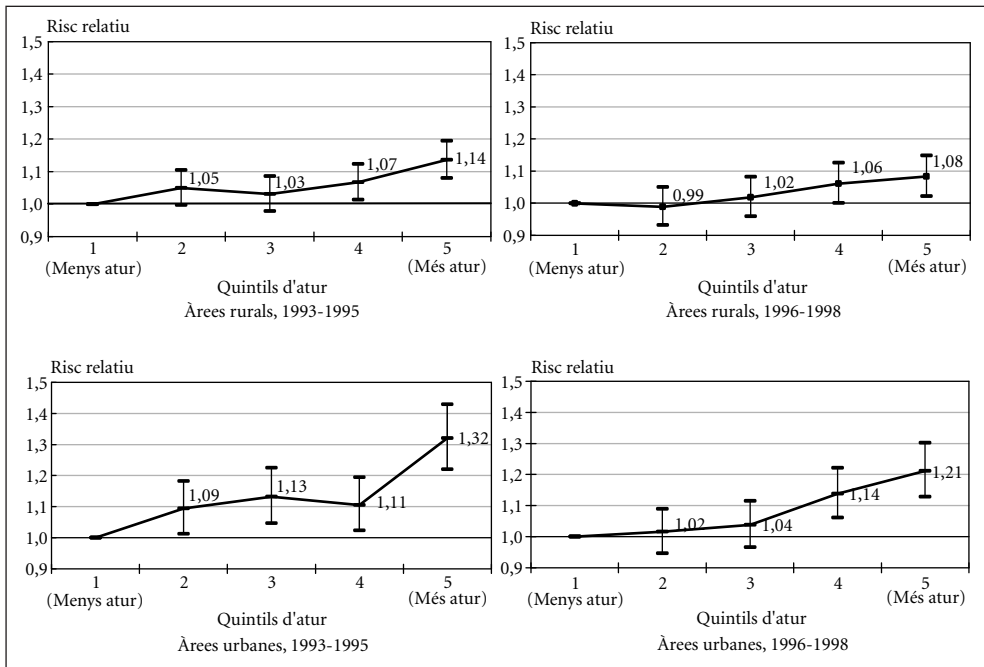 Risc relatiu
1,5
1,4
1,3
1,2
1,1
1,0
0,9
1,05
1,03
1,07
1,14
1 2 3 4 5
(Menys atur) (Més atur)
Quintils d'atur
Àrees rurals, 1993-1995
Risc relatiu
1,5
1,4
1,3
1,2
1,1
1,0
0,9
0,99
1,02
1,06
1,08
1 2 3 4 5
(Menys atur) (Més atur)
Quintils d'atur
Àrees rurals, 1996-1998
Risc relatiu
1,5
1,4
1,3
1,2
1,1
1,0
0,9
1,09
1,13
1,11
1,32
1 2 3 4 5
(Menys atur) (Més atur)
Quintils d'atur
Àrees urbanes, 1993-1995
Risc relatiu
1,5
1,4
1,3
1,2
1,1
1,0
0,9
1,02
1,04
1,14
1,21
1 2 3 4 5
(Menys atur) (Més atur)
Quintils d'atur
Àrees urbanes, 1996-1998